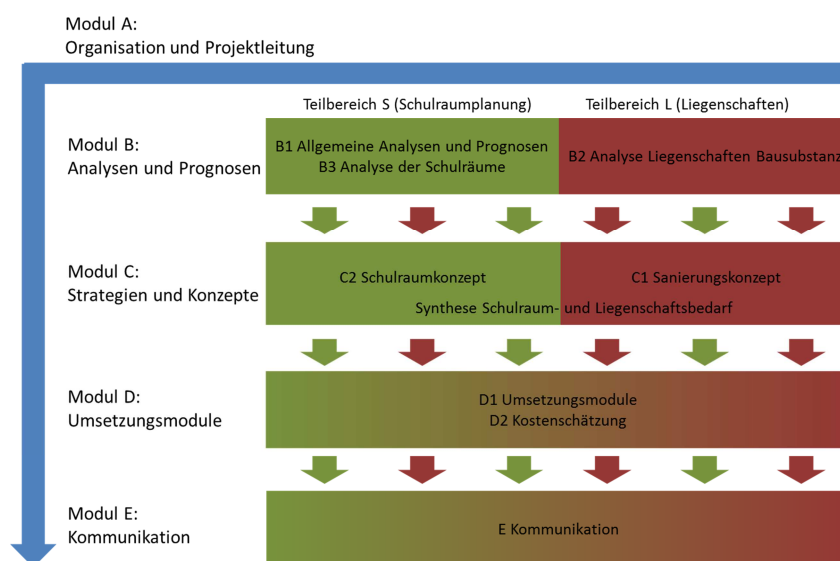 Modul A:
Organisation und Projektleitung
Teilbereich S (Schulraumplanung)
Teilbereich L (Liegenschaften)
Modul B:
Analysen und Prognosen
B1 Allgemeine Analysen und Prognosen
B3 Analyse der Schulräume
B2 Analyse Liegenschaften Bausubstanz
Modul C:
Strategien und Konzepte
C2 Schulraumkonzept
C1 Sanierungskonzept
Synthese Schulraum- und Liegenschaftsbedarf
Modul D:
Umsetzungsmodule
D1 Umsetzungsmodule
D2 Kostenschätzung
Modul E:
Kommunikation
E Kommunikation